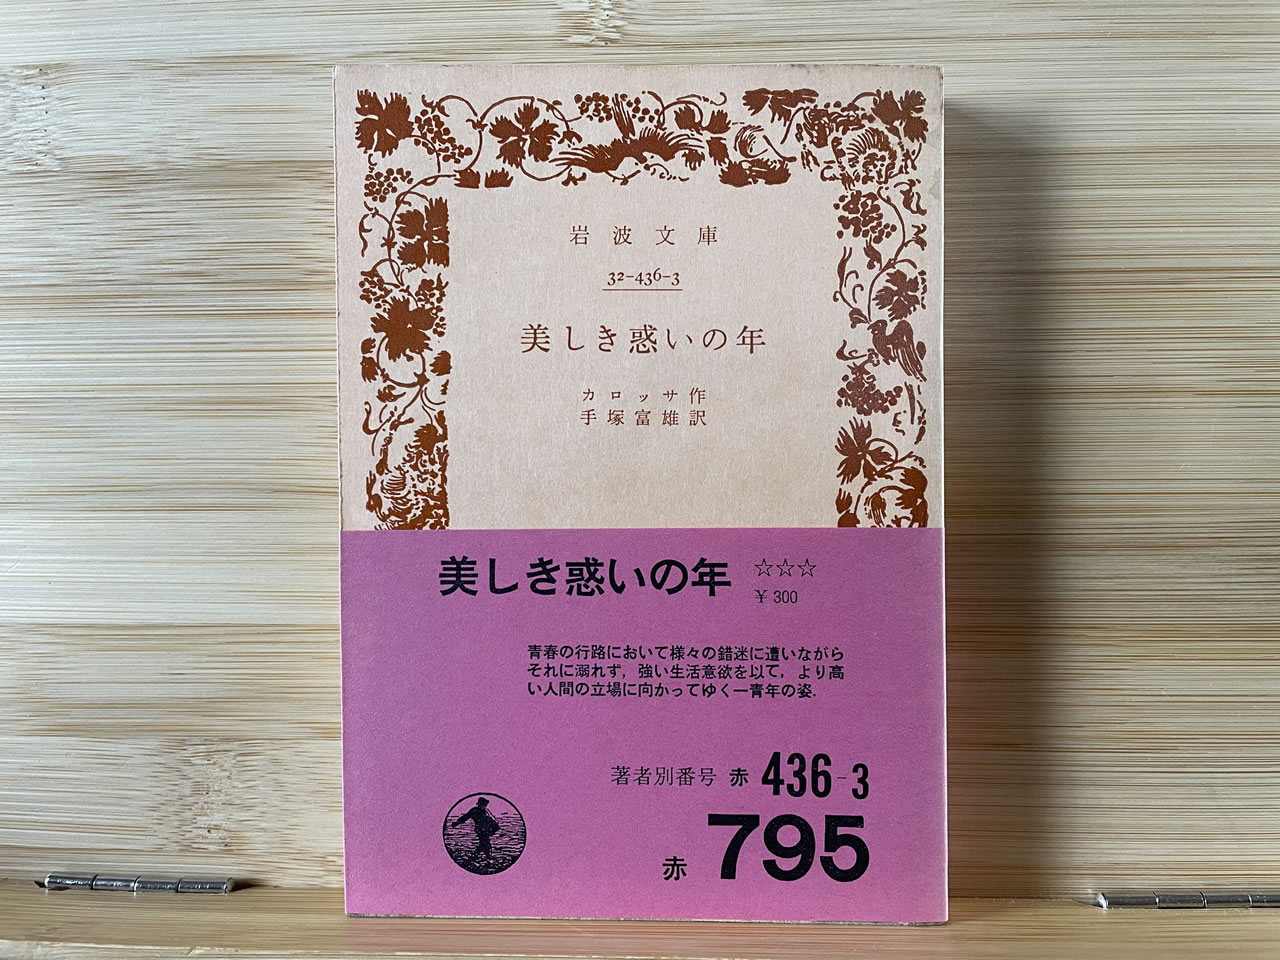 岩波文庫
32-436-3
美しき惑いの年
カロッサ作
手塚富雄訳
美しき惑いの年 ☆☆☆
¥ 300
青春の行路において様々の錯迷に遭いながら
それに溺れず，強い生活意欲を以て，より高
い人間の立場に向かってゆく一青年の姿．
著者別番号 赤 436-3
赤 795